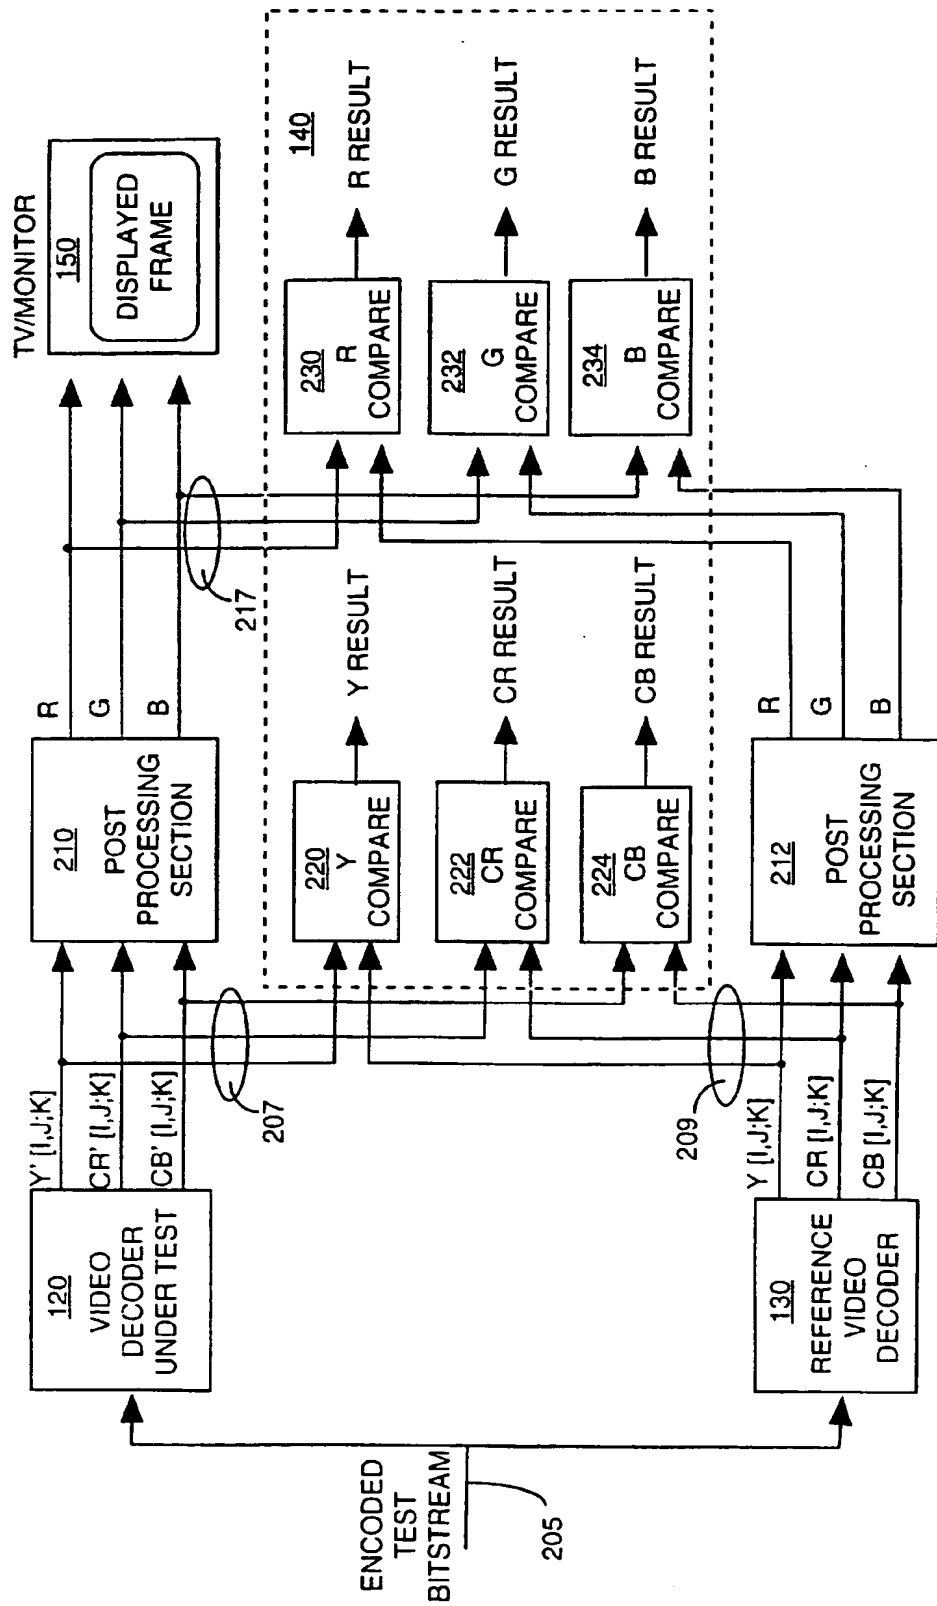 ENCODED
TEST
BITSTREAM
205
120
VIDEO
DECODER
UNDER TEST
Y' [I,J;K]
CR' [I,J;K]
CB' [I,J;K]
207
210
POST
PROCESSING
SECTION
R
G
B
217
TV/MONITOR
150
DISPLAYED
FRAME
140
220
Y
COMPARE
Y RESULT
222
CR
COMPARE
CR RESULT
224
CB
COMPARE
CB RESULT
230
R
COMPARE
R RESULT
232
G
COMPARE
G RESULT
234
B
COMPARE
B RESULT
130
REFERENCE
VIDEO
DECODER
Y [I,J;K]
CR [I,J;K]
CB [I,J;K]
209
212
POST
PROCESSING
SECTION
R
G
B